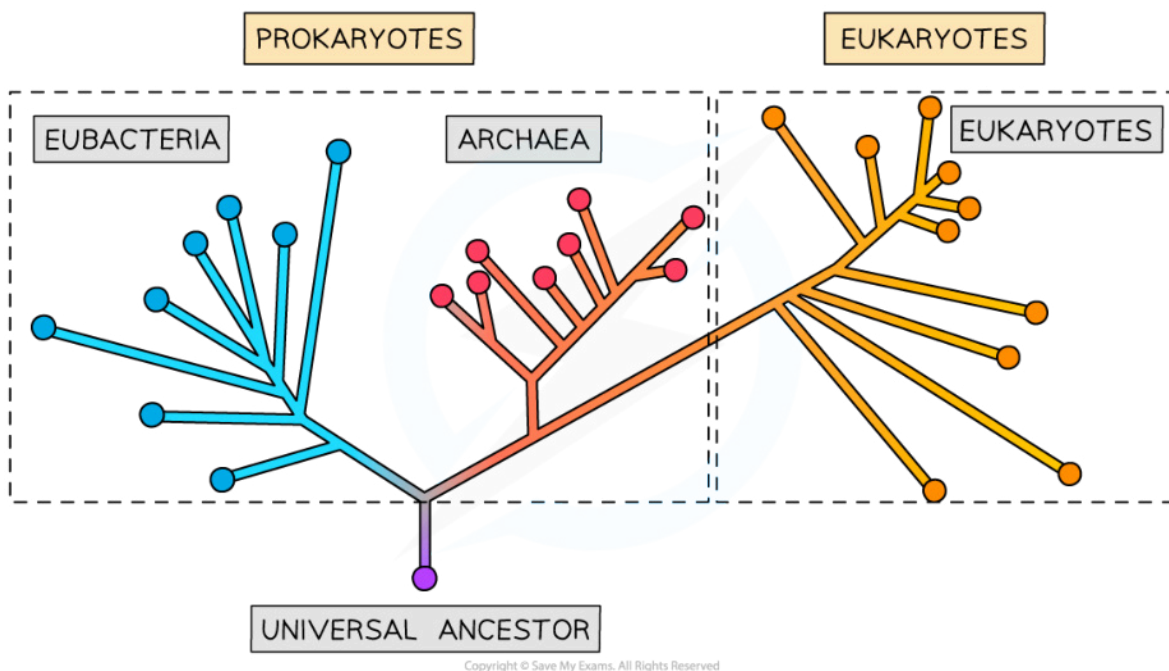 PROKARYOTES
EUKARYOTES
EUBACTERIA
ARCHAEA
EUKARYOTES
UNIVERSAL ANCESTOR
Copyright © Save My Exams. All Rights Reserved